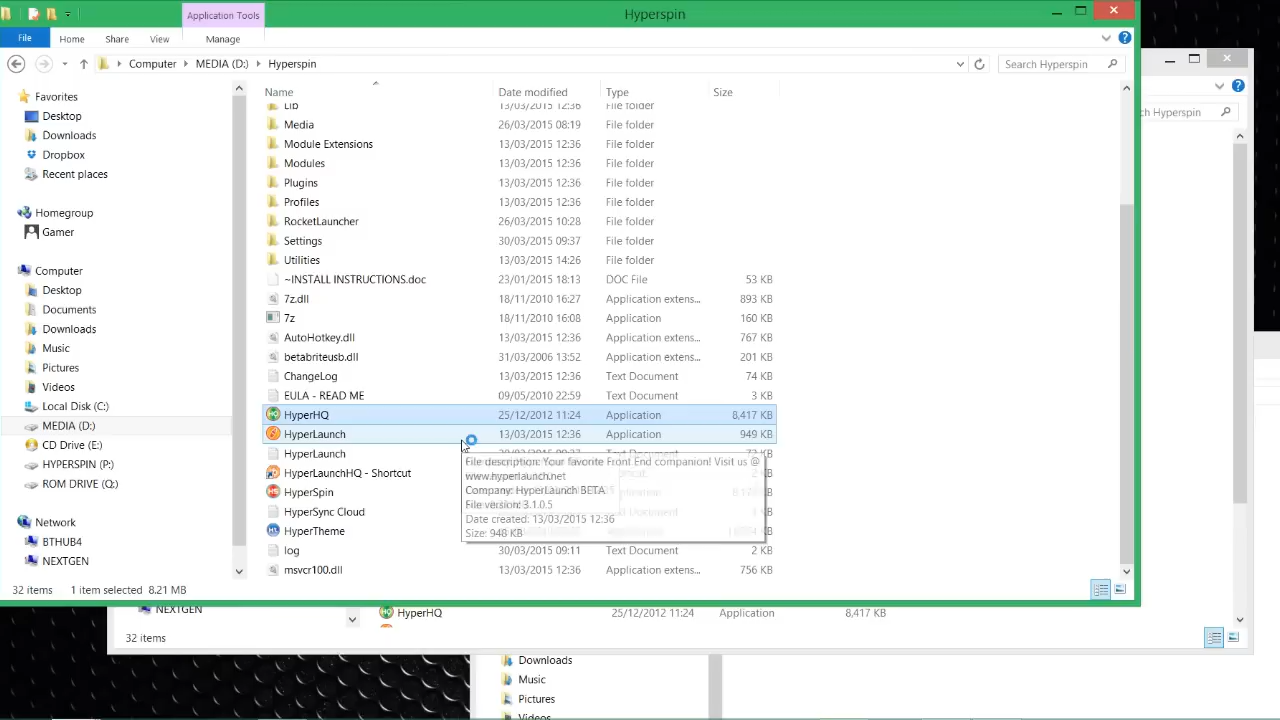 Application Tools
Hyperspin
File
Home
Share
View
Manage
Computer
MEDIA (D:)
Hyperspin
Search Hyperspin
ch Hyperspin
Name
Date modified
Type
Size
Favorites
Desktop
Downloads
Dropbox
Recent places
Homegroup
Gamer
Computer
Desktop
Documents
Downloads
Music
Pictures
Videos
Local Disk (C:)
MEDIA (D:)
CD Drive (E:)
HYPERSPIN (P:)
ROM DRIVE (Q:)
Network
BTHUB4
NEXTGEN
Lib 13/03/2015 12:36 File folder
Media 26/03/2015 08:19 File folder
Module Extensions 13/03/2015 12:36 File folder
Modules 13/03/2015 12:36 File folder
Plugins 13/03/2015 12:36 File folder
Profiles 13/03/2015 12:36 File folder
RocketLauncher 26/03/2015 10:28 File folder
Settings 30/03/2015 09:37 File folder
Utilities 13/03/2015 14:26 File folder
~INSTALL INSTRUCTIONS.doc 23/01/2015 18:13 DOC File 53 KB
7z.dll 18/11/2010 16:27 Application extens... 893 KB
7z 18/11/2010 16:08 Application 160 KB
AutoHotkey.dll 13/03/2015 12:36 Application extens... 767 KB
betabriteusb.dll 31/03/2006 13:52 Application extens... 201 KB
ChangeLog 13/03/2015 12:36 Text Document 74 KB
EULA - READ ME 09/05/2010 22:59 Text Document 3 KB
HyperHQ 25/12/2012 11:24 Application 8,417 KB
HyperLaunch 13/03/2015 12:36 Application 949 KB
HyperLaunch
HyperLaunchHQ - Shortcut
HyperSpin
HyperSync Cloud
HyperTheme
log 30/03/2015 09:11 Text Document 2 KB
msvcr100.dll 13/03/2015 12:36 Application extens... 756 KB
File description: Your favorite Front End companion! Visit us @
www.hyperlaunch.net
Company: HyperLaunch BETA
File version: 3.1.0.5
Date created: 13/03/2015 12:36
Size: 948 KB
32 items 1 item selected 8.21 MB
NEXTGEN
HyperHQ 25/12/2012 11:24 Application 8,417 KB
32 items
Downloads
Music
Pictures
Videos